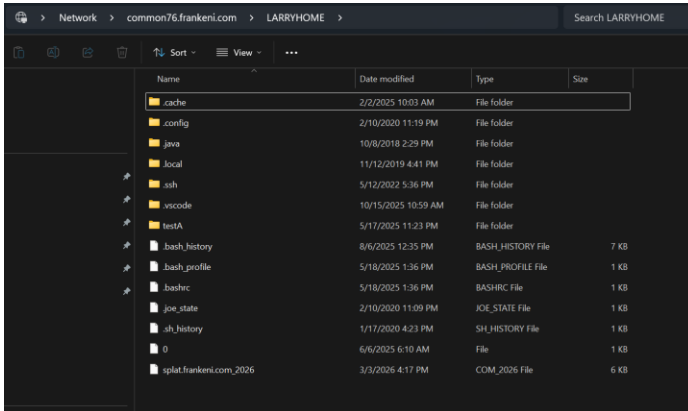 > Network > common76.frankeni.com > LARRYHOME > Search LARRYHOME
Sort View ...
Name Date modified Type Size
.cache 2/2/2025 10:03 AM File folder
.config 2/10/2020 11:19 PM File folder
.java 10/8/2018 2:29 PM File folder
.local 11/12/2019 4:41 PM File folder
.ssh 5/12/2022 5:36 PM File folder
.vscode 10/15/2025 10:59 AM File folder
testA 5/17/2025 11:23 PM File folder
.bash_history 8/6/2025 12:35 PM BASH_HISTORY File 7 KB
.bash_profile 5/18/2025 1:36 PM BASH_PROFILE File 1 KB
.bashrc 5/18/2025 1:36 PM BASHRC File 1 KB
.joe_state 2/10/2020 11:09 PM JOE_STATE File 1 KB
.sh_history 1/17/2020 4:23 PM SH_HISTORY File 1 KB
0 6/6/2025 6:10 AM File 1 KB
splat.frankeni.com_2026 3/3/2026 4:17 PM COM_2026 File 6 KB